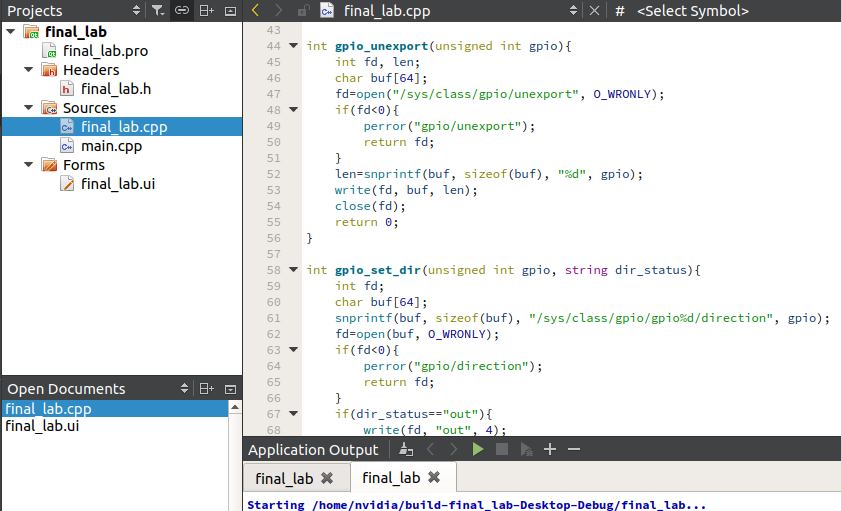 Projects
final_lab
final_lab.pro
Headers
final_lab.h
Sources
final_lab.cpp
main.cpp
Forms
final_lab.ui
Open Documents
final_lab.cpp
final_lab.ui
final_lab.cpp # <Select Symbol>
43
44 int gpio_unexport(unsigned int gpio){
45     int fd, len;
46     char buf[64];
47     fd=open("/sys/class/gpio/unexport", O_WRONLY);
48     if(fd<0){
49         perror("gpio/unexport");
50         return fd;
51     }
52     len=snprintf(buf, sizeof(buf), "%d", gpio);
53     write(fd, buf, len);
54     close(fd);
55     return 0;
56 }
57
58 int gpio_set_dir(unsigned int gpio, string dir_status){
59     int fd;
60     char buf[64];
61     snprintf(buf, sizeof(buf), "/sys/class/gpio/gpio%d/direction", gpio);
62     fd=open(buf, O_WRONLY);
63     if(fd<0){
64         perror("gpio/direction");
65         return fd;
66     }
67     if(dir_status=="out"){
68         write(fd, "out", 4);
Application Output
final_lab final_lab
Starting /home/nvidia/build-final_lab-Desktop-Debug/final_lab...